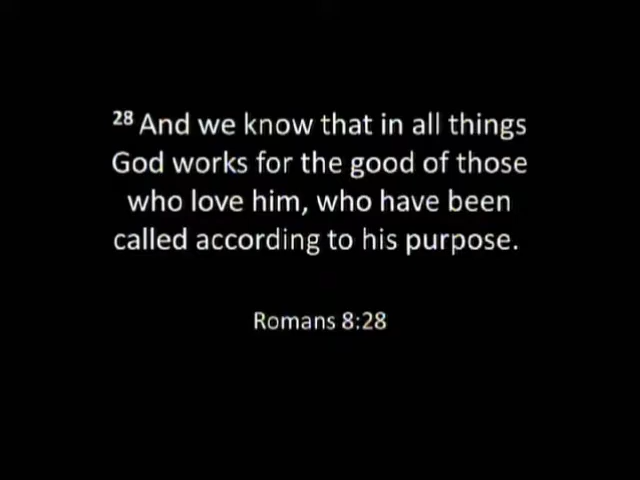 28 And we know that in all things
God works for the good of those
who love him, who have been
called according to his purpose.
Romans 8:28